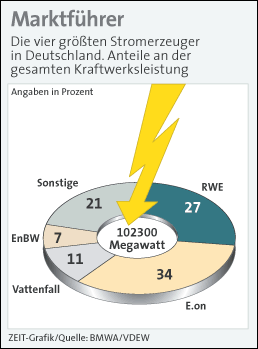 Marktführer
Die vier größten Stromerzeuger
in Deutschland. Anteile an der
gesamten Kraftwerksleistung
Angaben in Prozent
Sonstige
21
RWE
27
EnBW
7
102300
Megawatt
11
Vattenfall
34
E.on
ZEIT-Grafik/Quelle: BMWA/VDEW